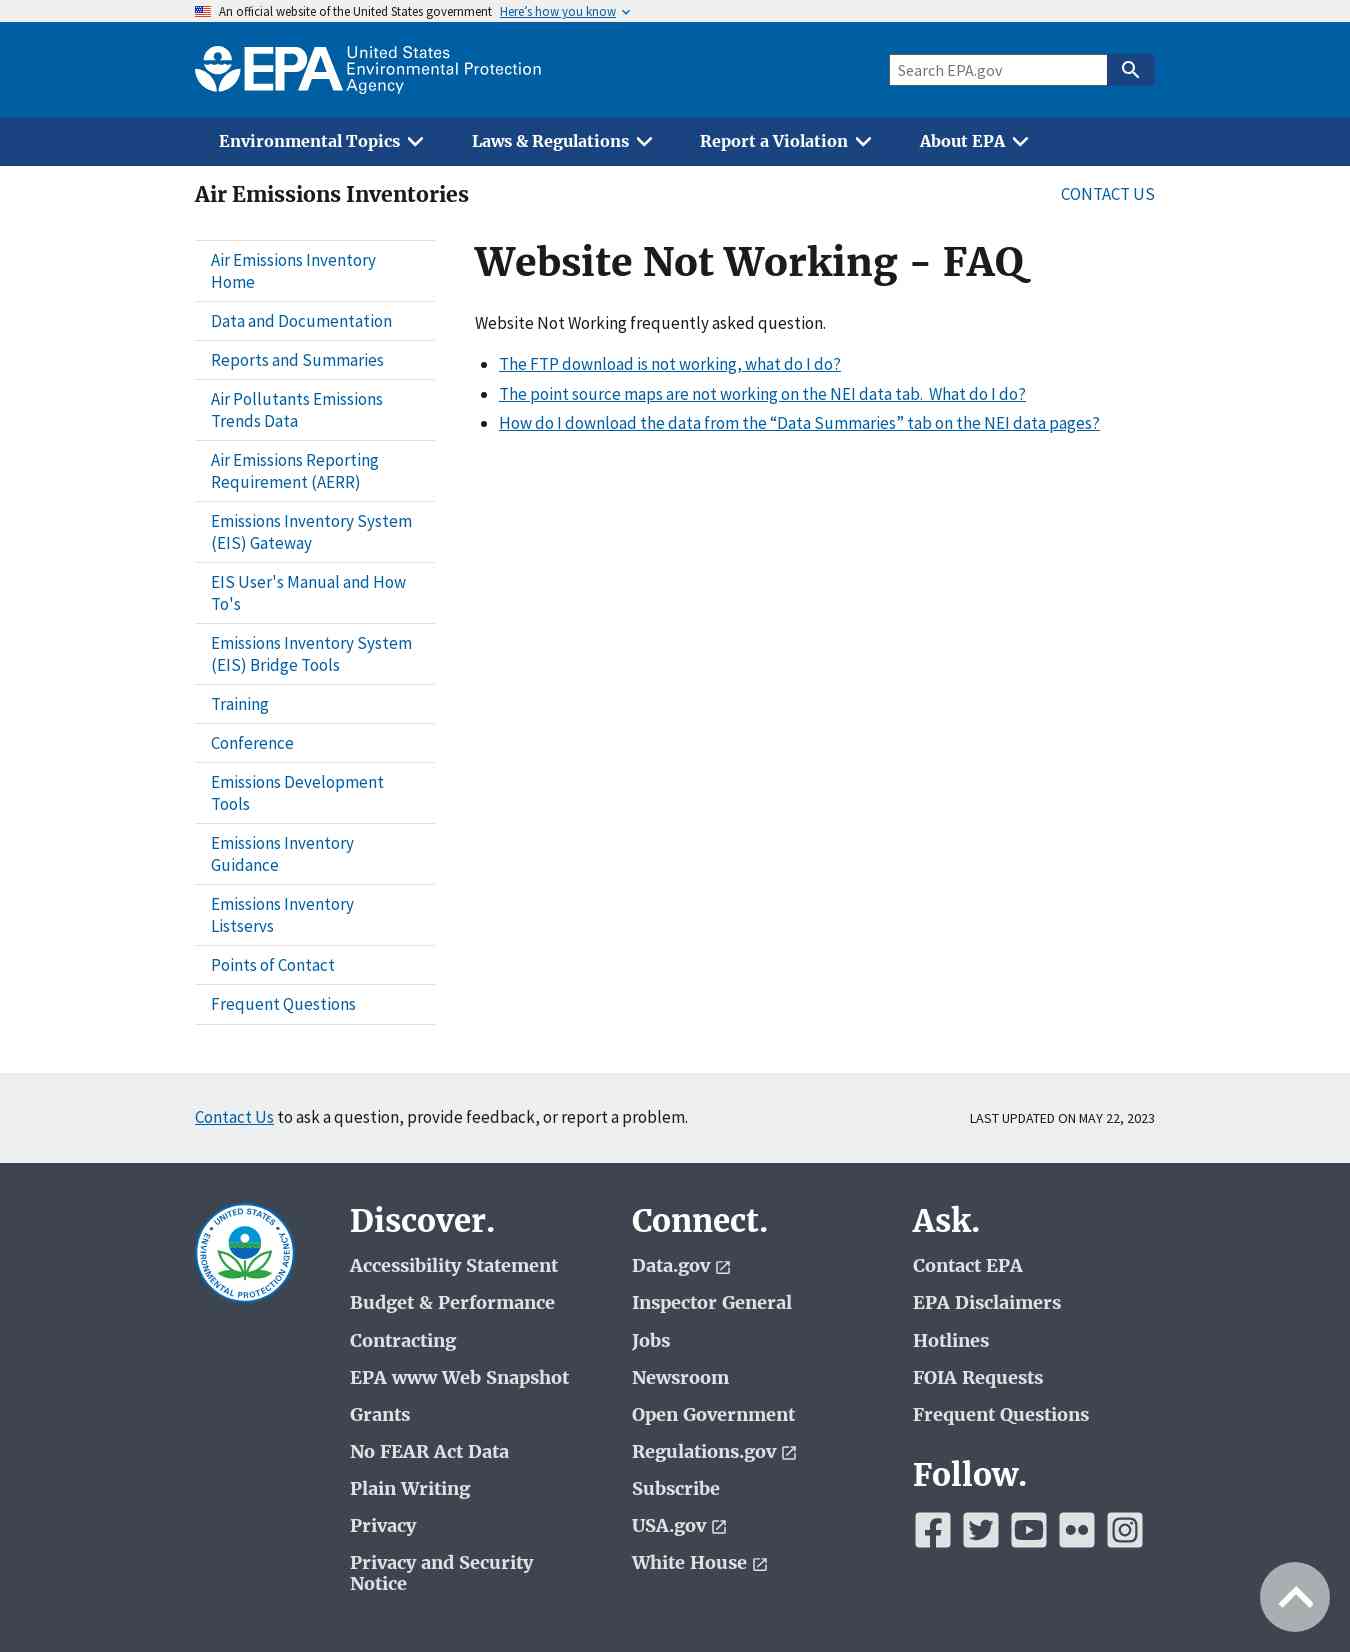 An official website of the United States government Here's how you know
EPA United States
Environmental Protection
Agency
Search EPA.gov
Environmental Topics
Laws & Regulations
Report a Violation
About EPA
Air Emissions Inventories
CONTACT US
Air Emissions Inventory
Home
Data and Documentation
Reports and Summaries
Air Pollutants Emissions
Trends Data
Air Emissions Reporting
Requirement (AERR)
Emissions Inventory System
(EIS) Gateway
EIS User's Manual and How
To's
Emissions Inventory System
(EIS) Bridge Tools
Training
Conference
Emissions Development
Tools
Emissions Inventory
Guidance
Emissions Inventory
Listservs
Points of Contact
Frequent Questions
Website Not Working - FAQ
Website Not Working frequently asked question.
The FTP download is not working, what do I do?
The point source maps are not working on the NEI data tab.  What do I do?
How do I download the data from the “Data Summaries” tab on the NEI data pages?
Contact Us to ask a question, provide feedback, or report a problem.
LAST UPDATED ON MAY 22, 2023
UNITED STATES
ENVIRONMENTAL PROTECTION AGENCY
Discover.
Accessibility Statement
Budget & Performance
Contracting
EPA www Web Snapshot
Grants
No FEAR Act Data
Plain Writing
Privacy
Privacy and Security
Notice
Connect.
Data.gov
Inspector General
Jobs
Newsroom
Open Government
Regulations.gov
Subscribe
USA.gov
White House
Ask.
Contact EPA
EPA Disclaimers
Hotlines
FOIA Requests
Frequent Questions
Follow.